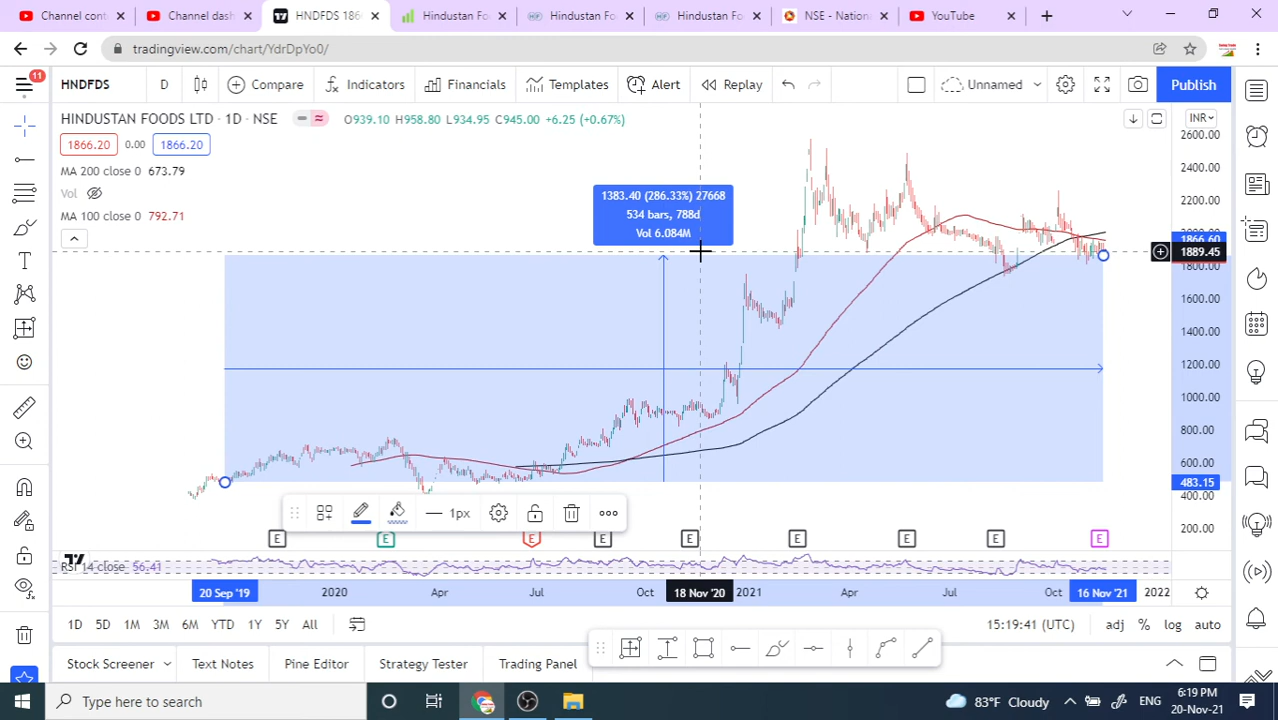 Channel cont
Channel dash
HNDFDS 186
Hindustan Fo
Hindustan Fo
Hindustan Fo
NSE - Nationa
YouTube
tradingview.com/chart/YdrDpYo0/
11
HNDFDS
D
Compare
Indicators
Financials
Templates
Alert
Replay
Unnamed
Publish
HINDUSTAN FOODS LTD · 1D · NSE
O939.10 H958.80 L934.95 C945.00 +6.25 (+0.67%)
INR
1866.20
0.00
1866.20
MA 200 close 0 673.79
Vol
MA 100 close 0 792.71
1383.40 (286.33%) 27668
534 bars, 788d
Vol 6.084M
2600.00
2400.00
2200.00
2000.00
1866.60
1889.45
1800.00
1600.00
1400.00
1200.00
1000.00
800.00
600.00
483.15
400.00
200.00
1px
E
E
E
E
E
E
E
E
E
RSI 14 close 56.41
20 Sep '19
2020
Apr
Jul
Oct
18 Nov '20
2021
Apr
Jul
Oct
16 Nov '21
2022
1D
5D
1M
3M
6M
YTD
1Y
5Y
All
15:19:41 (UTC)
adj
%
log
auto
Stock Screener
Text Notes
Pine Editor
Strategy Tester
Trading Panel
Type here to search
83°F Cloudy
ENG
6:19 PM
20-Nov-21